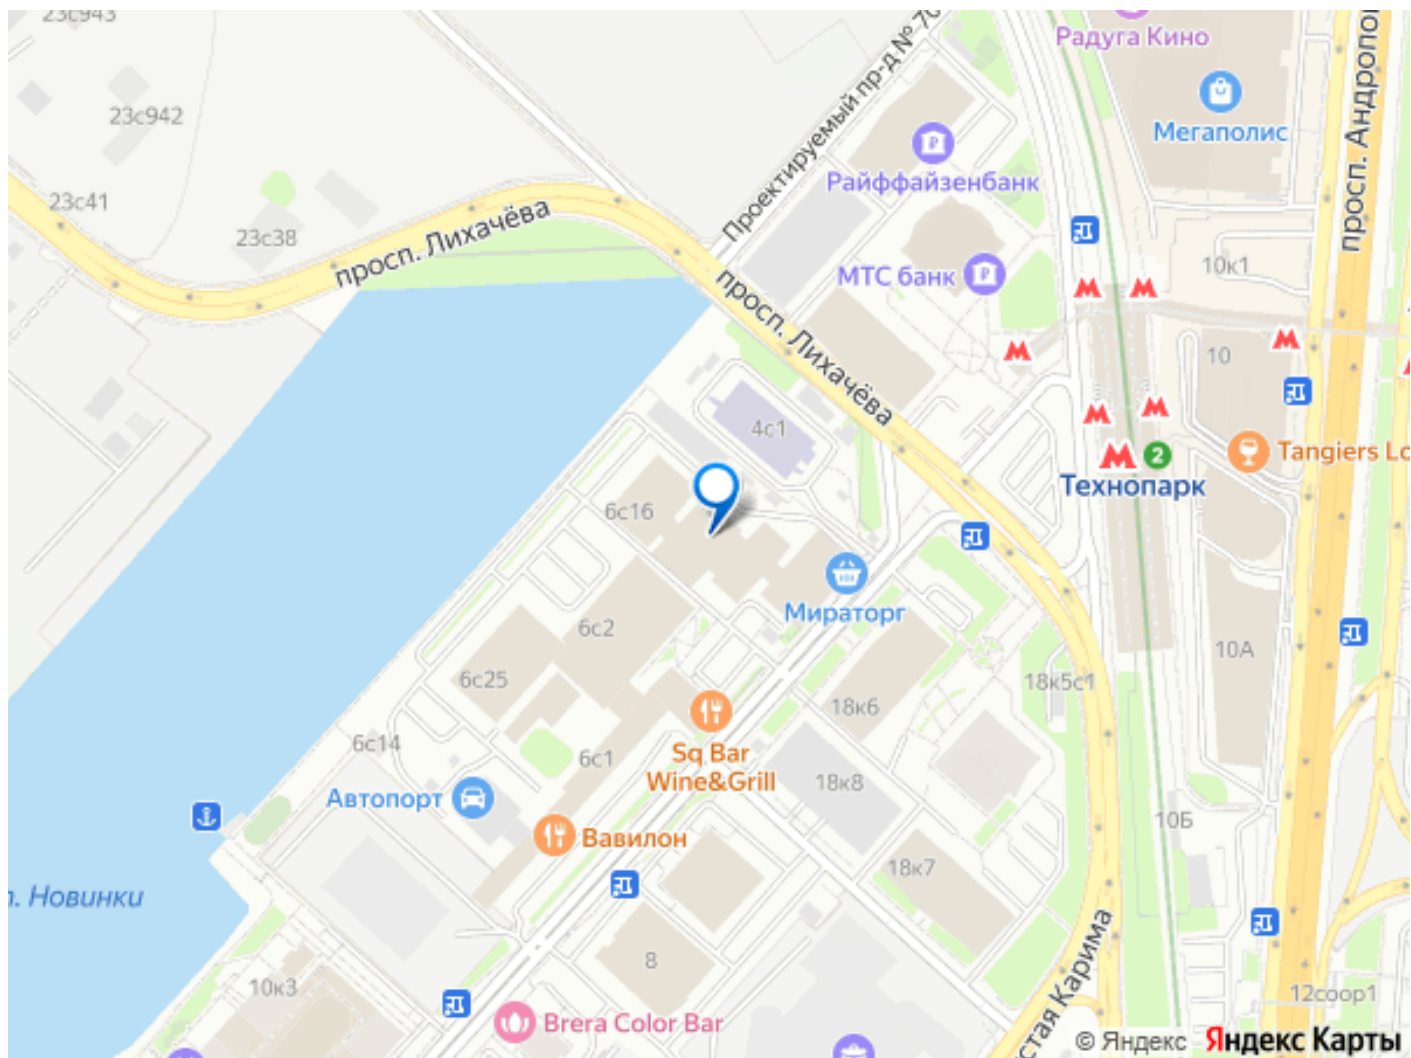 23с943
Радуга Кино
просп. Андропо
23с942
Мегаполис
Проектируемый пр-д № 70
Райффайзенбанк
23с41
23с38
просп. Лихачёва
МТС банк
10к1
просп. Лихачёва
10
4с1
Tangiers Lo
2
Технопарк
6с16
Мираторг
6с2
10А
6с25
18к5с1
18к6
6с14
Sq Bar
Wine&Grill
6с1
18к8
Автопорт
10Б
Вавилон
18к7
п. Новинки
8
10к3
стая Карима
12соор1
Brera Color Bar
© Яндекс Яндекс Карты